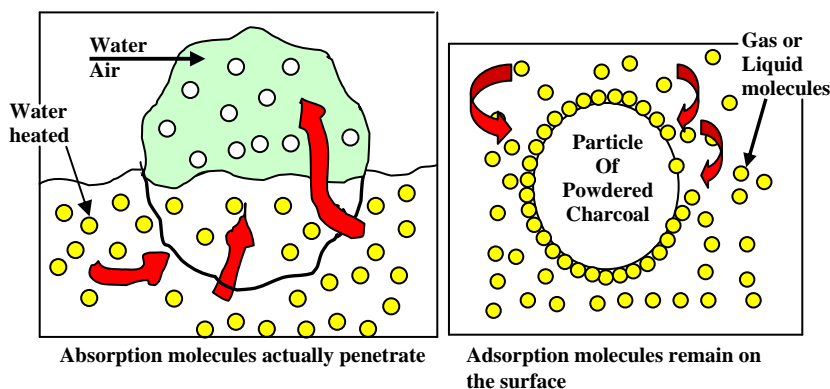 Water
Air
Water
heated
Gas or
Liquid
molecules
Particle
Of
Powdered
Charcoal
Absorption molecules actually penetrate
Adsorption molecules remain on
the surface